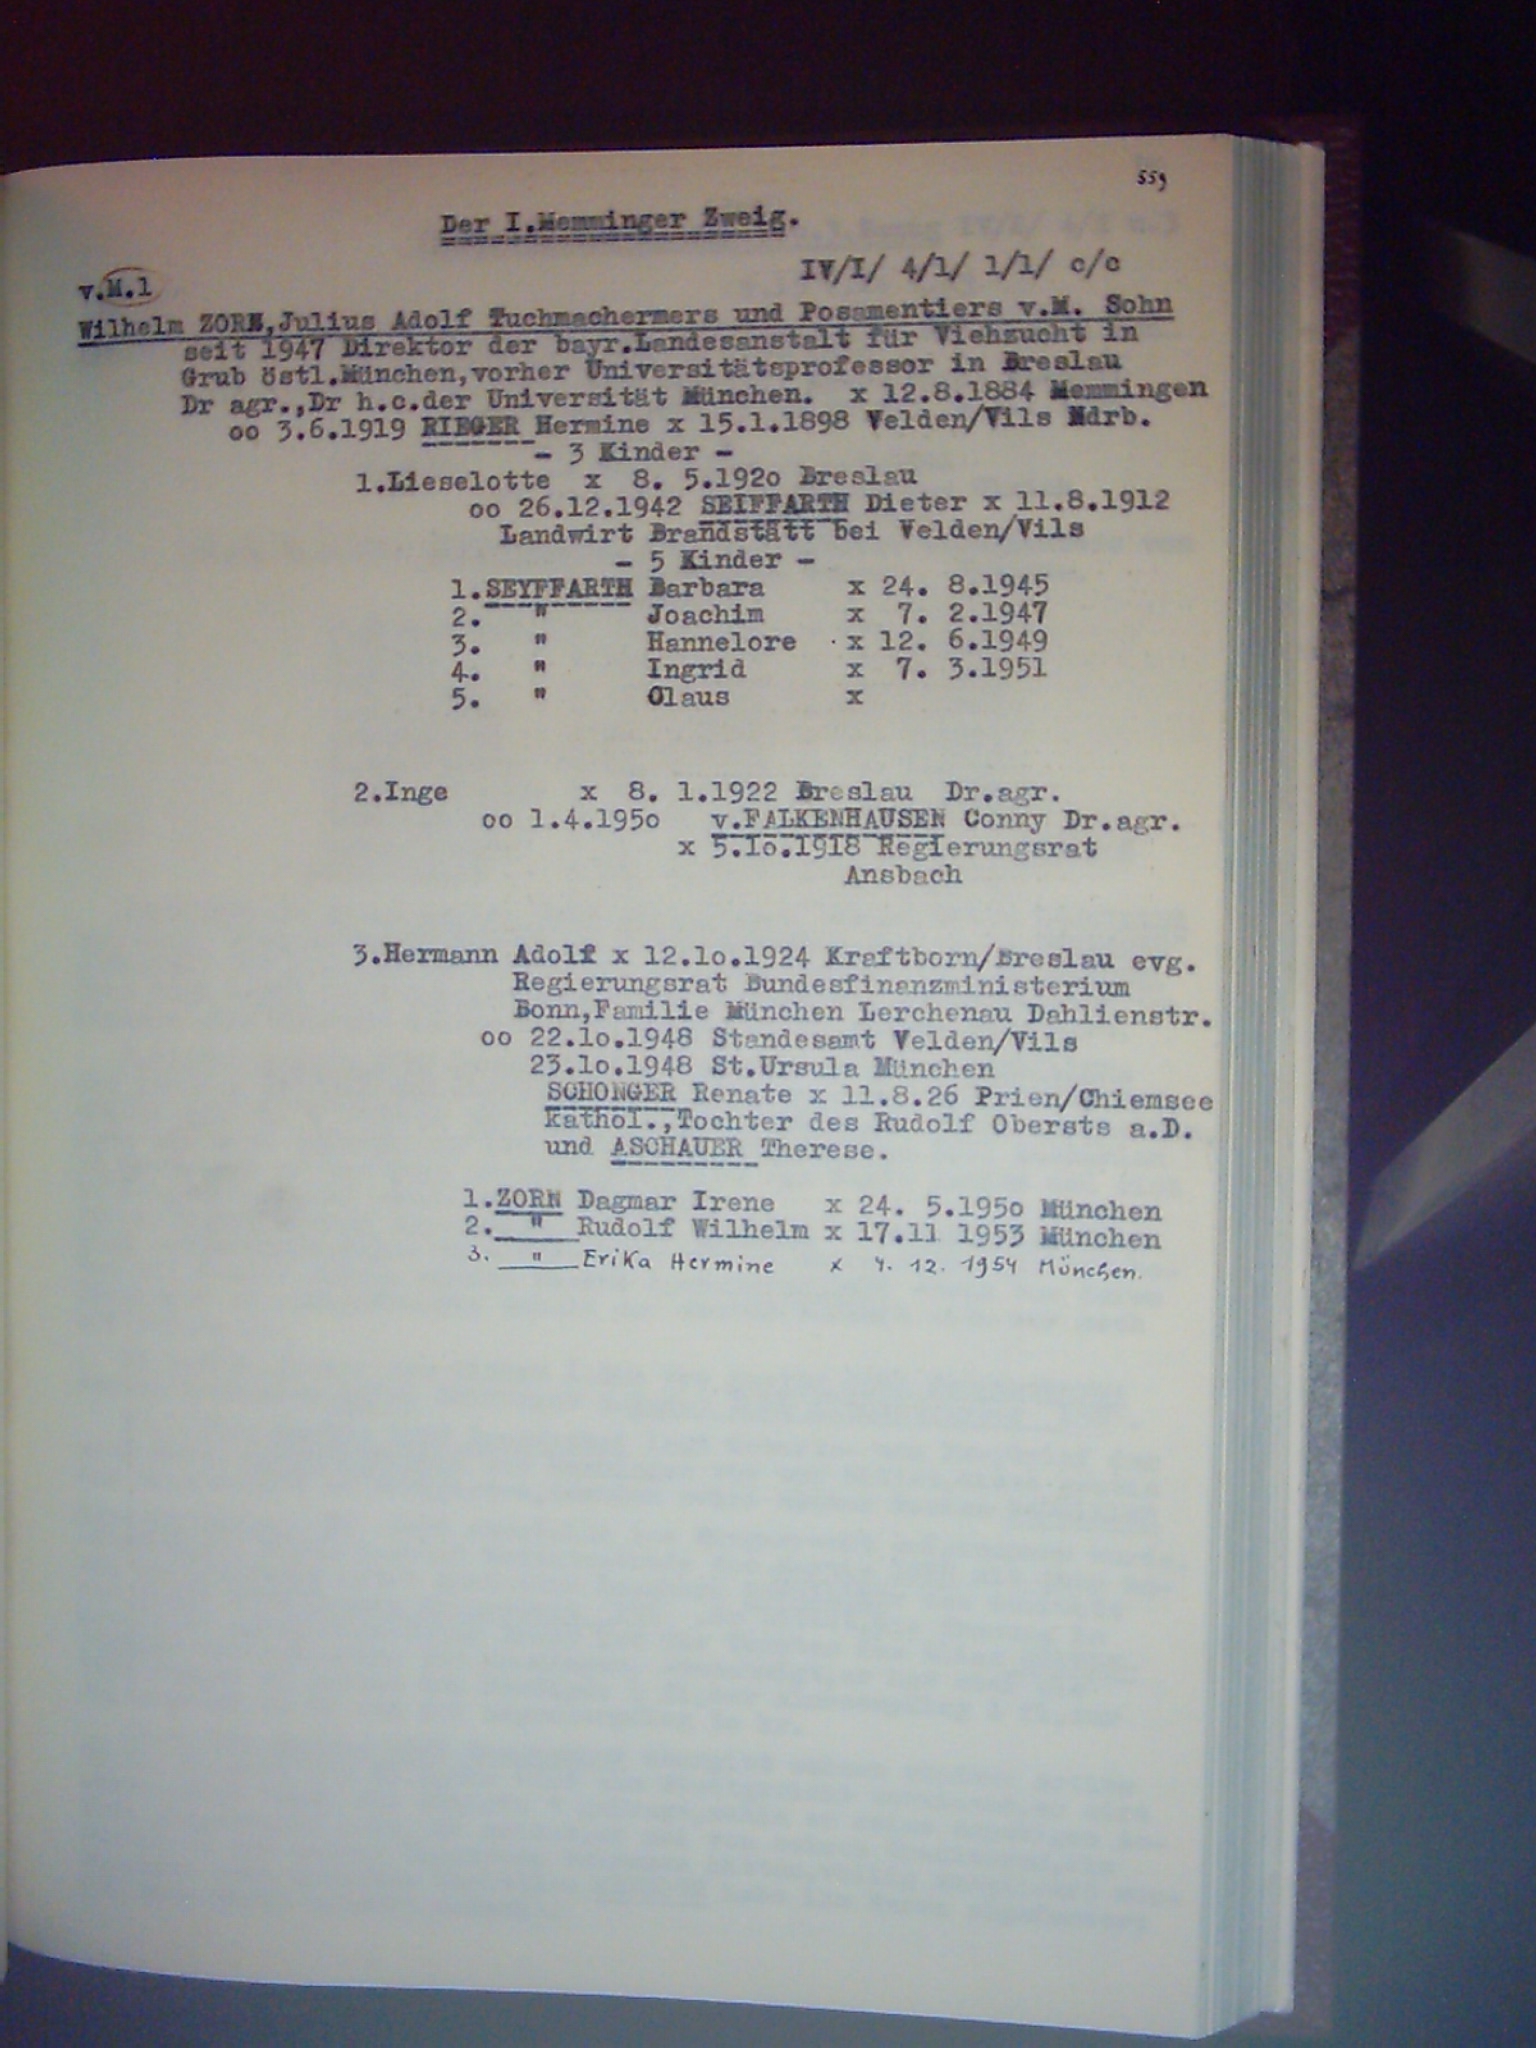 559
Der I.Memminger Zweig.
IV/I/ 4/1/ 1/1/ c/c
v.M.1
Wilhelm ZORN,Julius Adolf Tuchmachermers und Posamentiers v.M. Sohn
seit 1947 Direktor der bayr.Landesanstalt für Viehzucht in
Grub östl.München,vorher Universitätsprofessor in Breslau
Dr agr.,Dr h.c.der Universität München. x 12.8.1884 Memmingen
oo 3.6.1919 RIEGER Hermine x 15.1.1898 Velden/Vils Ndrb.
- 3 Kinder -
1.Lieselotte x 8. 5.192o Breslau
oo 26.12.1942 SEIFFARTH Dieter x 11.8.1912
Landwirt Brandstätt bei Velden/Vils
- 5 Kinder -
1.SEYFFARTH Barbara x 24. 8.1945
2. " Joachim x 7. 2.1947
3. " Hannelore x 12. 6.1949
4. " Ingrid x 7. 3.1951
5. " Claus x
2.Inge x 8. 1.1922 Breslau Dr.agr.
oo 1.4.195o v.FALKENHAUSEN Conny Dr.agr.
x 5.1o.1918 Regierungsrat
Ansbach
3.Hermann Adolf x 12.1o.1924 Kraftborn/Breslau evg.
Regierungsrat Bundesfinanzministerium
Bonn,Familie München Lerchenau Dahlienstr.
oo 22.1o.1948 Standesamt Velden/Vils
23.1o.1948 St.Ursula München
SCHONGER Renate x 11.8.26 Prien/Chiemsee
kathol.,Tochter des Rudolf Obersts a.D.
und ASCHAUER Therese.
1.ZORN Dagmar Irene x 24. 5.195o München
2. " Rudolf Wilhelm x 17.11 1953 München
3. " Erika Hermine x 4. 12. 1954 München.